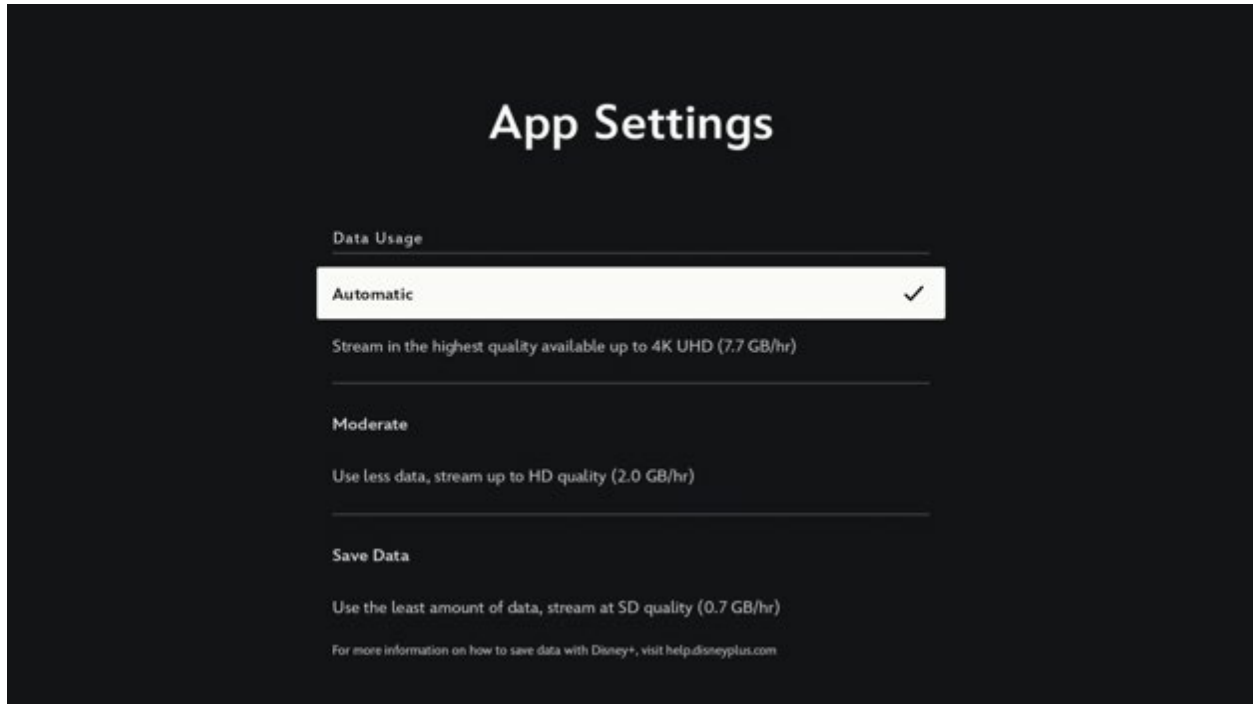 App Settings
Data Usage
Automatic
Stream in the highest quality available up to 4K UHD (7.7 GB/hr)
Moderate
Use less data, stream up to HD quality (2.0 GB/hr)
Save Data
Use the least amount of data, stream at SD quality (0.7 GB/hr)
For more information on how to save data with Disney+, visit help.disneyplus.com